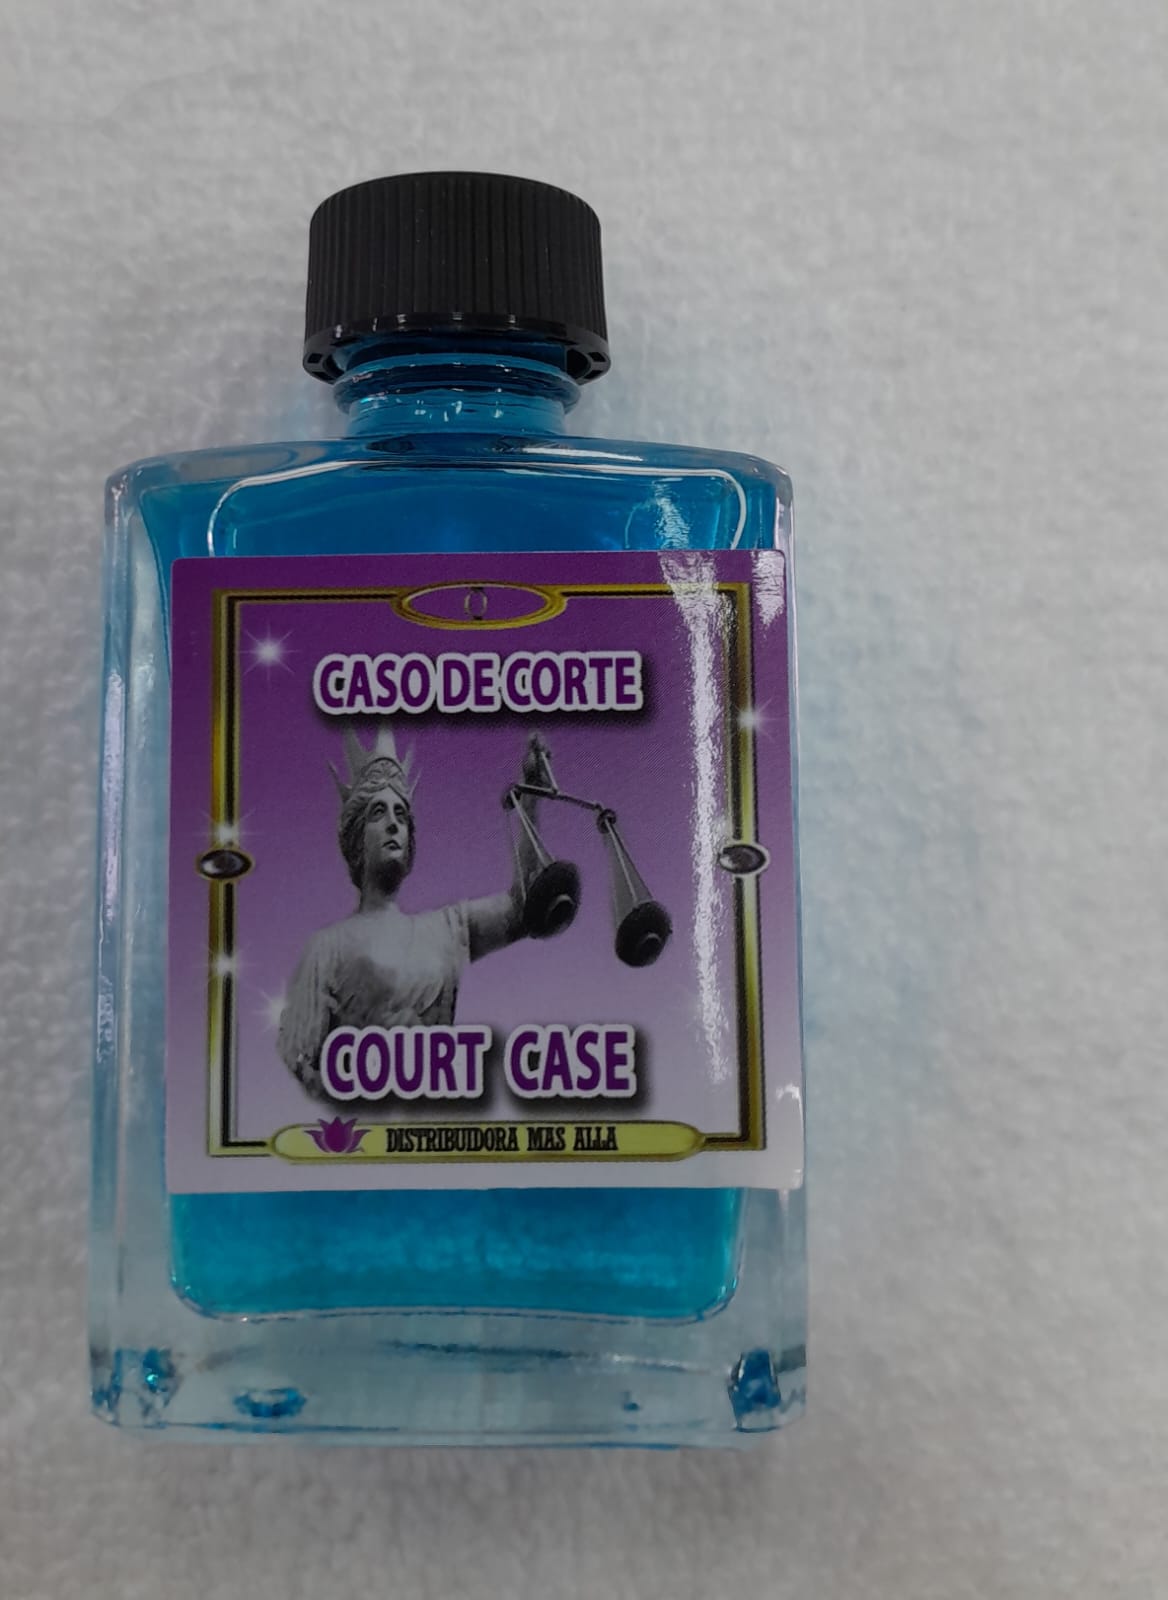 CASO DE CORTE
COURT CASE
DISTRIBUIDORA MAS ALLA